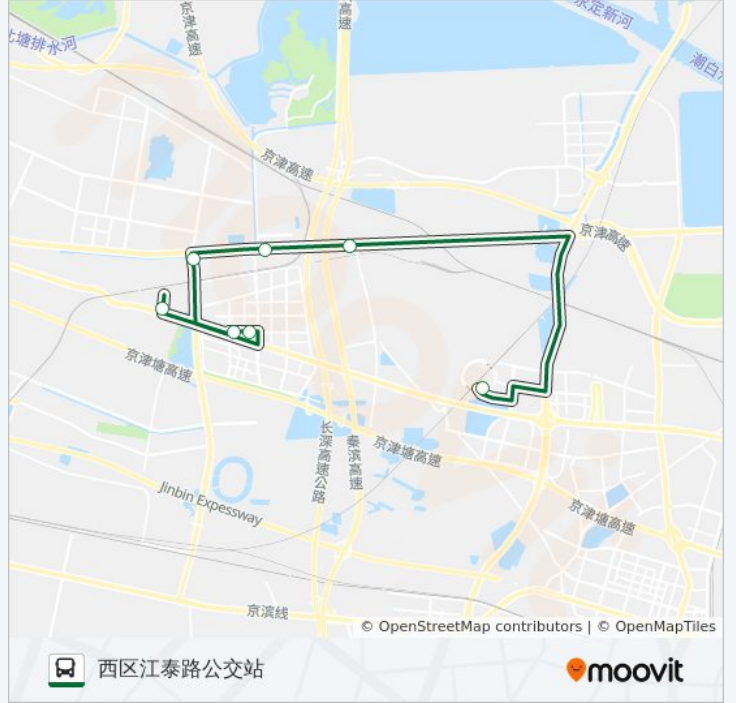 京津高速
高速
永定新河
北塘排水河
潮白
京津高速
京津高速
京津塘高速
长深高速公路
秦滨高速
京津塘高速
Jinbin Expessway
京津塘高速
京滨线
© OpenStreetMap contributors | © OpenMapTiles
西区江泰路公交站
moovit